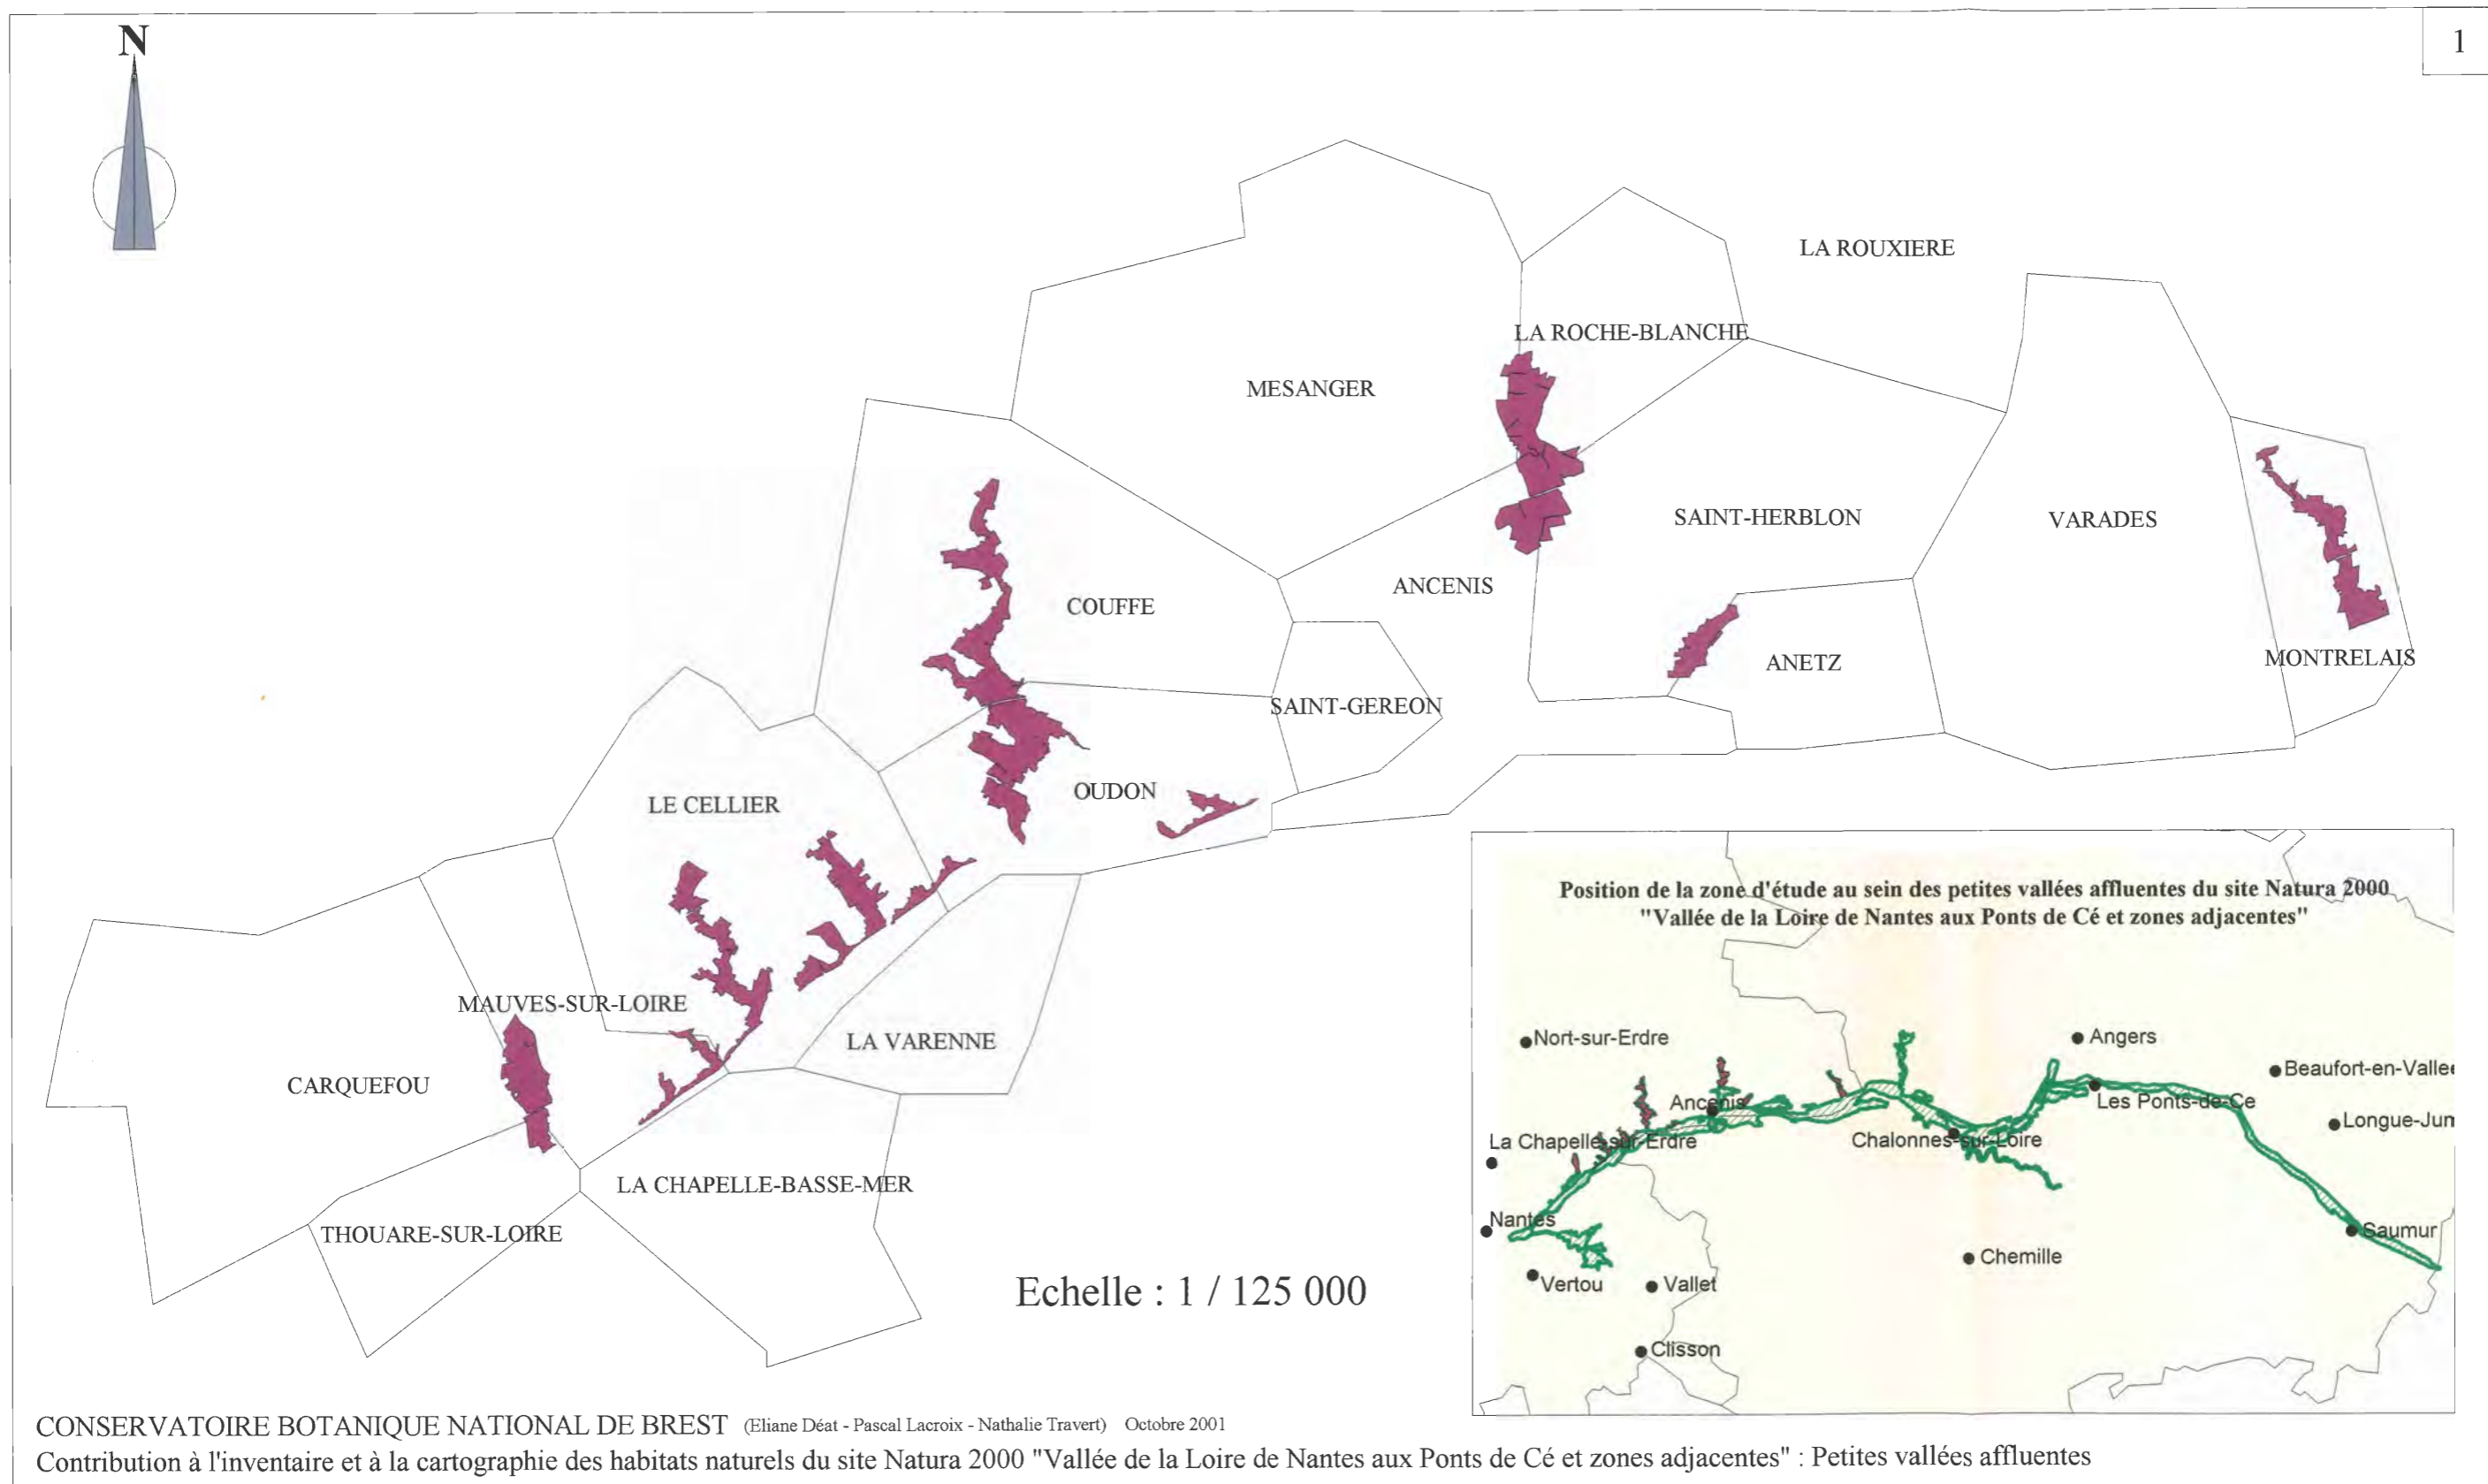 N
1
LA ROUXIERE
LA ROCHE-BLANCHE
MESANGER
SAINT-HERBLON
VARADES
ANCENIS
COUFFE
ANETZ
MONTRELAIS
SAINT-GEREON
OUDON
LE CELLIER
MAUVES-SUR-LOIRE
LA VARENNE
CARQUEFOU
LA CHAPELLE-BASSE-MER
THOUARE-SUR-LOIRE
Echelle : 1 / 125 000
Position de la zone d'étude au sein des petites vallées affluentes du site Natura 2000
"Vallée de la Loire de Nantes aux Ponts de Cé et zones adjacentes"
Nort-sur-Erdre
Angers
Beaufort-en-Vallee
Ancenis
Les Ponts-de-Ce
Longue-Jum
La Chapelle-sur-Erdre
Chalonnes-sur-Loire
Nantes
Saumur
Chemille
Vertou
Vallet
Clisson
CONSERVATOIRE BOTANIQUE NATIONAL DE BREST (Eliane Déat - Pascal Lacroix - Nathalie Travert) Octobre 2001
Contribution à l'inventaire et à la cartographie des habitats naturels du site Natura 2000 "Vallée de la Loire de Nantes aux Ponts de Cé et zones adjacentes" : Petites vallées affluentes